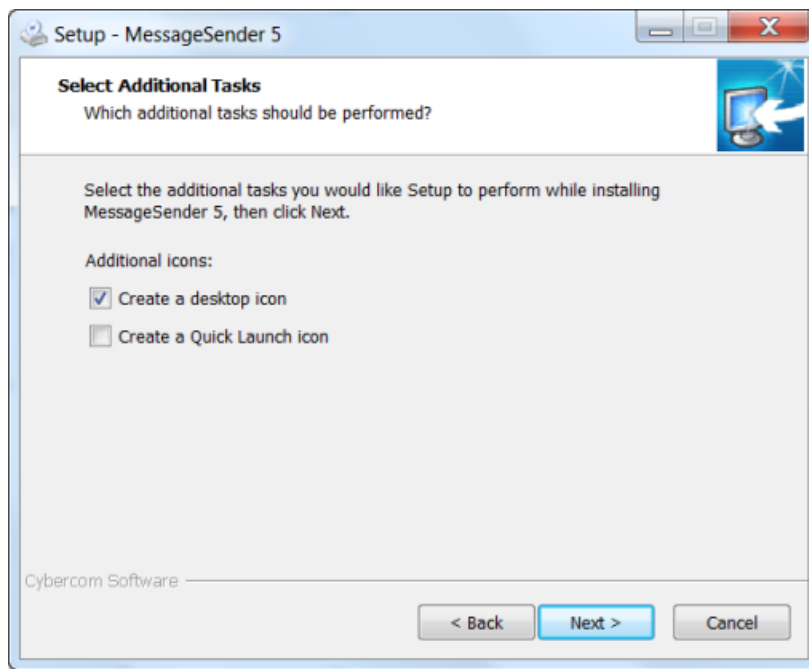 Setup - MessageSender 5
Select Additional Tasks
Which additional tasks should be performed?
Select the additional tasks you would like Setup to perform while installing
MessageSender 5, then click Next.
Additional icons:
Create a desktop icon
Create a Quick Launch icon
Cybercom Software
< Back
Next >
Cancel